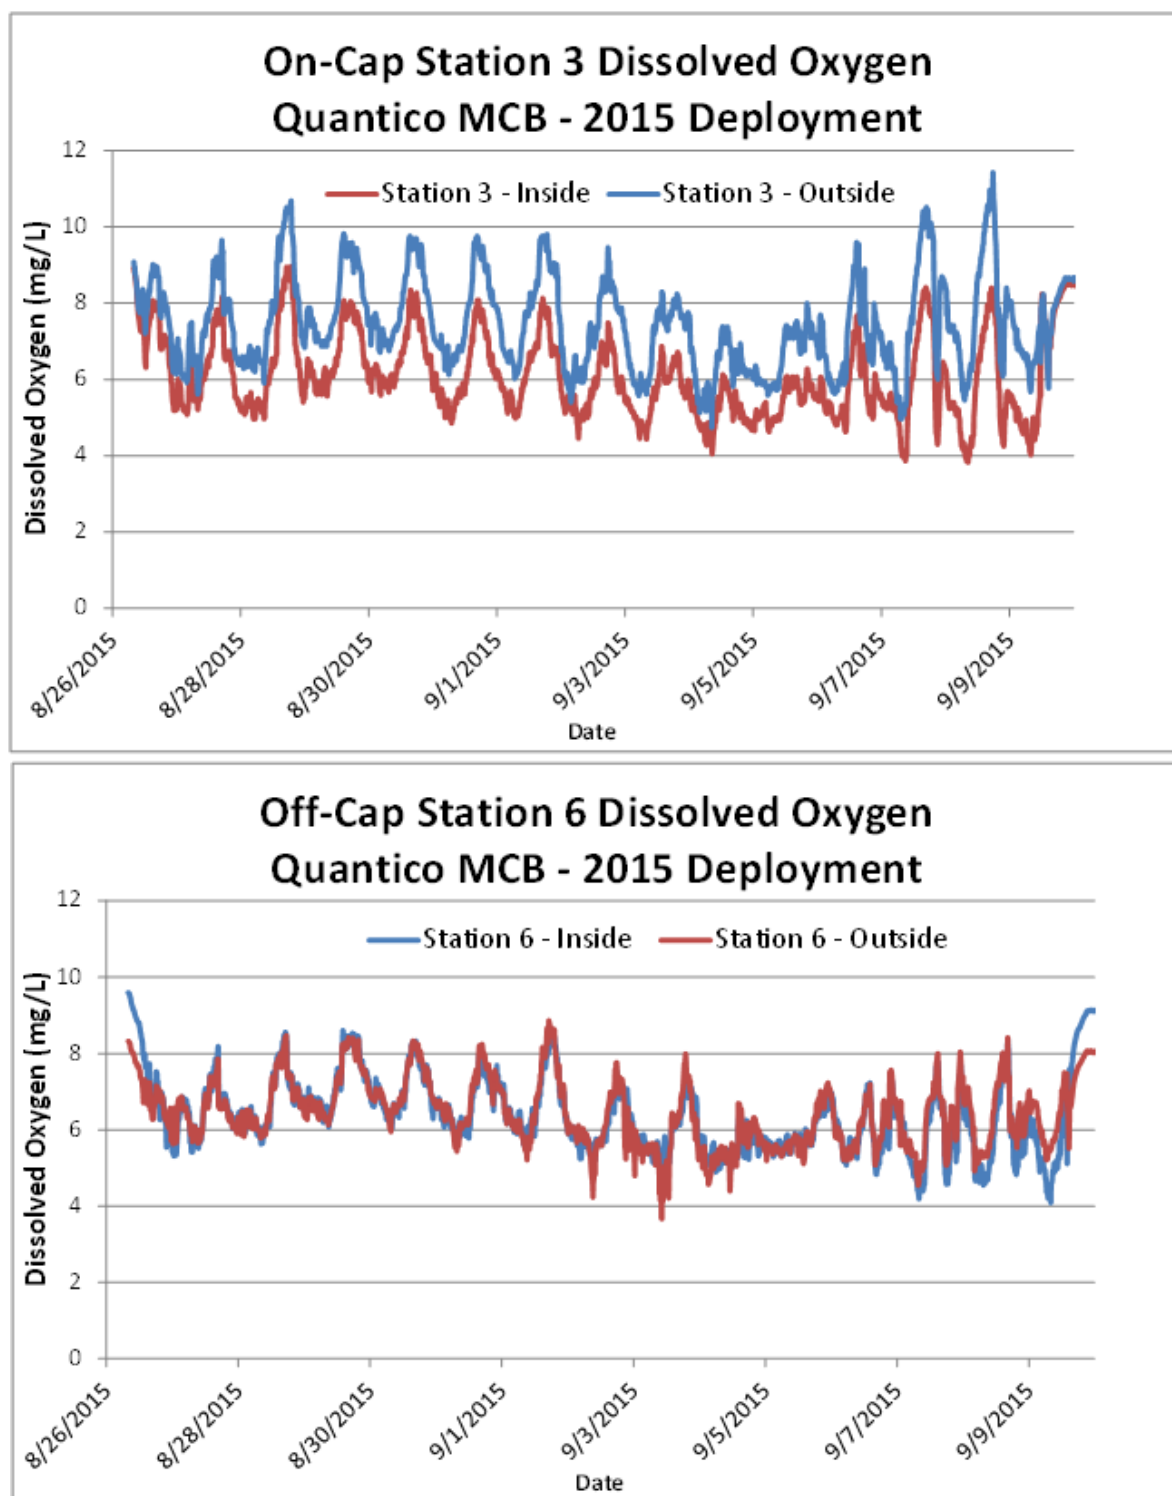 On-Cap Station 3 Dissolved Oxygen
Quantico MCB - 2015 Deployment
12
Station 3 - Inside Station 3 - Outside
10
8
6
4
2
0
Dissolved Oxygen (mg/L)
8/26/2015 8/28/2015 8/30/2015 9/1/2015 9/3/2015 9/5/2015 9/7/2015 9/9/2015
Date
Off-Cap Station 6 Dissolved Oxygen
Quantico MCB - 2015 Deployment
12
Station 6 - Inside Station 6 - Outside
10
8
6
4
2
0
Dissolved Oxygen (mg/L)
8/26/2015 8/28/2015 8/30/2015 9/1/2015 9/3/2015 9/5/2015 9/7/2015 9/9/2015
Date